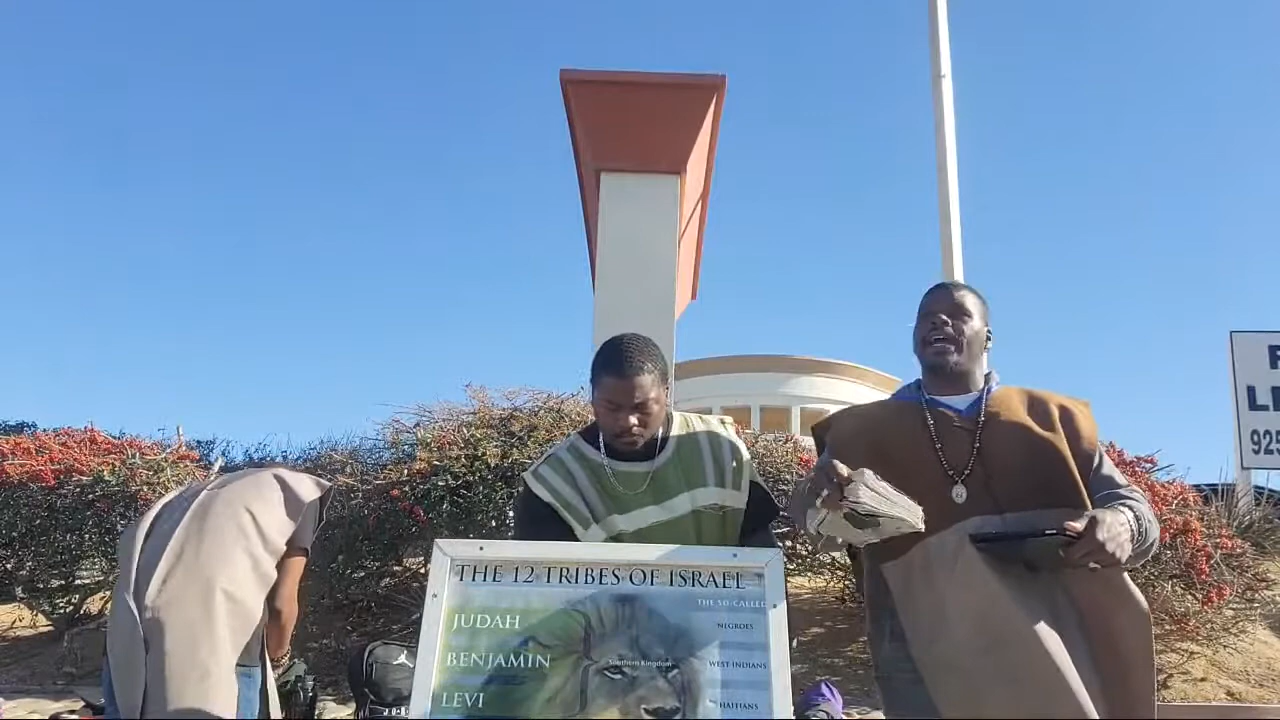 THE 12 TRIBES OF ISRAEL
THE SO-CALLED
JUDAH
NEGROES
BENJAMIN
Southern Kingdom
WEST INDIANS
LEVI
HAITIANS
925